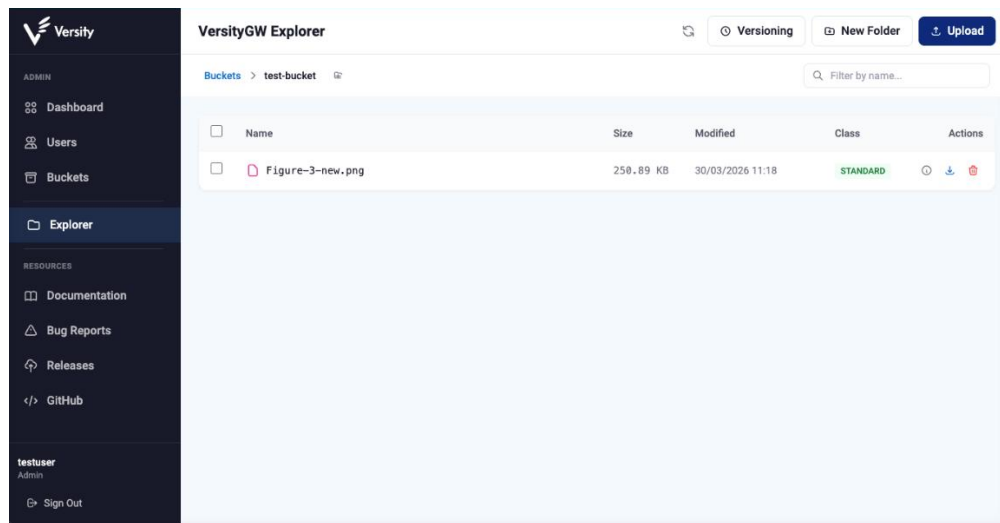 Versity
ADMIN
Dashboard
Users
Buckets
Explorer
RESOURCES
Documentation
Bug Reports
Releases
</> GitHub
testuser
Admin
Sign Out
VersityGW Explorer
Versioning
New Folder
Upload
Buckets > test-bucket
Filter by name...
Name Size Modified Class Actions
Figure-3-new.png 250.89 KB 30/03/2026 11:18 STANDARD